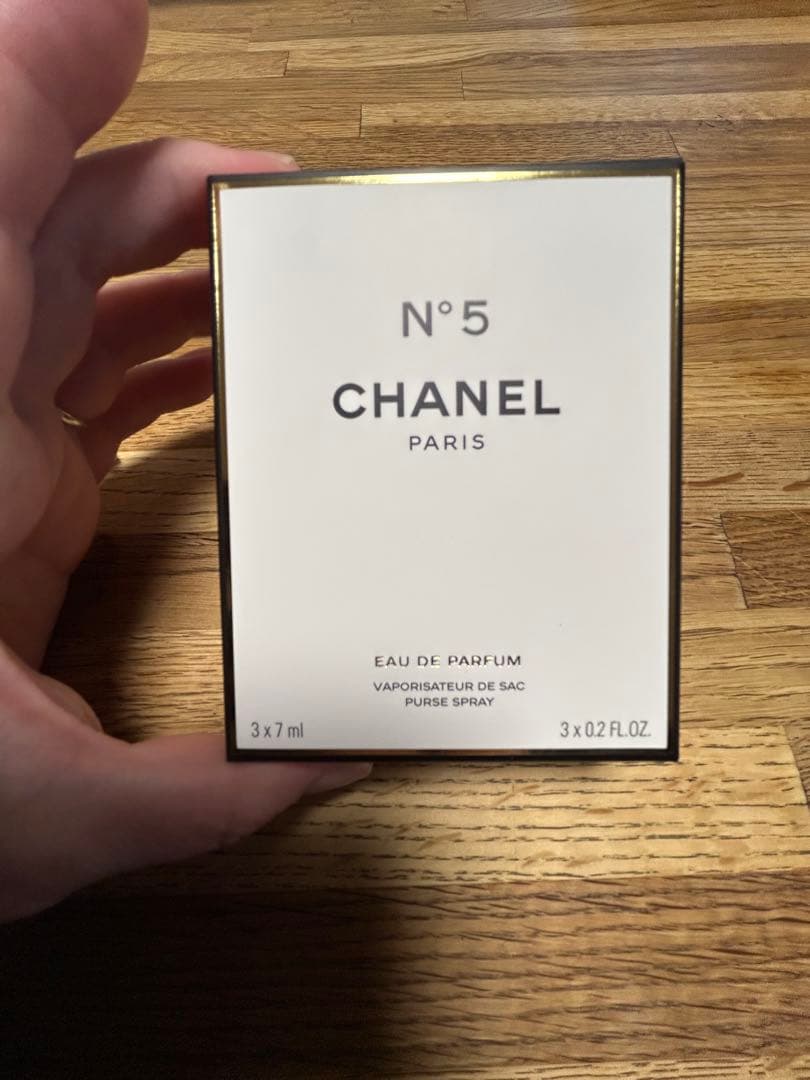 N°5
CHANEL
PARIS
EAU DE PARFUM
VAPORISATEUR DE SAC
PURSE SPRAY
3 x 7 ml 3 x 0.2 FL.OZ.